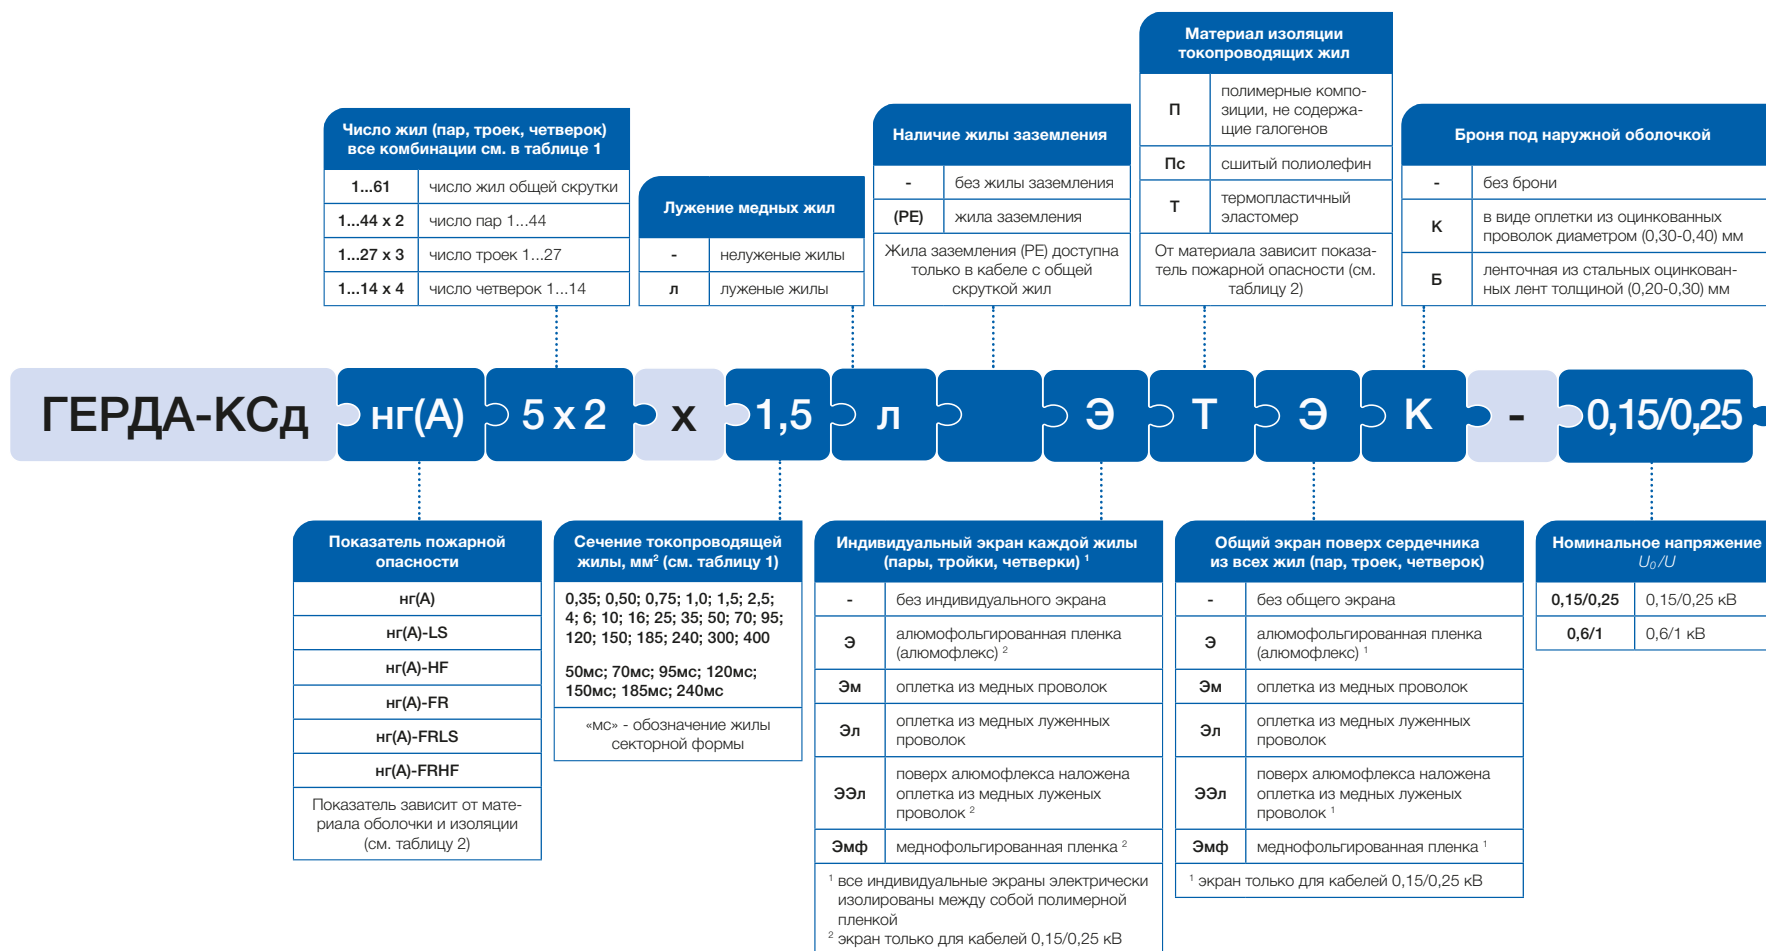 Число жил (пар, троек, четверок)
все комбинации см. в таблице 1
1...61 число жил общей скрутки
1...44 x 2 число пар 1...44
1...27 x 3 число троек 1...27
1...14 x 4 число четверок 1...14
Лужение медных жил
- нелуженые жилы
л луженые жилы
Наличие жилы заземления
- без жилы заземления
(PE) жила заземления
Жила заземления (PE) доступна
только в кабеле с общей
скруткой жил
Материал изоляции
токопроводящих жил
П полимерные компо-
зиции, не содержа-
щие галогенов
Пс сшитый полиолефин
Т термопластичный
эластомер
От материала зависит показа-
тель пожарной опасности (см.
таблицу 2)
Броня под наружной оболочкой
- без брони
К в виде оплетки из оцинкованных
проволок диаметром (0,30-0,40) мм
Б ленточная из стальных оцинкован-
ных лент толщиной (0,20-0,30) мм
ГЕРДА-КСд нг(А) 5 x 2 x 1,5 л Э Т Э К - 0,15/0,25
Показатель пожарной
опасности
нг(А)
нг(А)-LS
нг(А)-HF
нг(А)-FR
нг(А)-FRLS
нг(А)-FRHF
Показатель зависит от мате-
риала оболочки и изоляции
(см. таблицу 2)
Сечение токопроводящей
жилы, мм² (см. таблицу 1)
0,35; 0,50; 0,75; 1,0; 1,5; 2,5;
4; 6; 10; 16; 25; 35; 50; 70; 95;
120; 150; 185; 240; 300; 400
50мс; 70мс; 95мс; 120мс;
150мс; 185мс; 240мс
«мс» - обозначение жилы
секторной формы
Индивидуальный экран каждой жилы
(пары, тройки, четверки) ¹
- без индивидуального экрана
Э алюмофольгированная пленка
(алюмофлекс) ²
Эм оплетка из медных проволок
Эл оплетка из медных луженных
проволок
ЭЭл поверх алюмофлекса наложена
оплетка из медных луженых
проволок ²
Эмф меднофольгированная пленка ²
¹ все индивидуальные экраны электрически
изолированы между собой полимерной
пленкой
² экран только для кабелей 0,15/0,25 кВ
Общий экран поверх сердечника
из всех жил (пар, троек, четверок)
- без общего экрана
Э алюмофольгированная пленка
(алюмофлекс) ¹
Эм оплетка из медных проволок
Эл оплетка из медных луженных
проволок
ЭЭл поверх алюмофлекса наложена
оплетка из медных луженых
проволок ¹
Эмф меднофольгированная пленка ¹
¹ экран только для кабелей 0,15/0,25 кВ
Номинальное напряжение
U₀/U
0,15/0,25 0,15/0,25 кВ
0,6/1 0,6/1 кВ